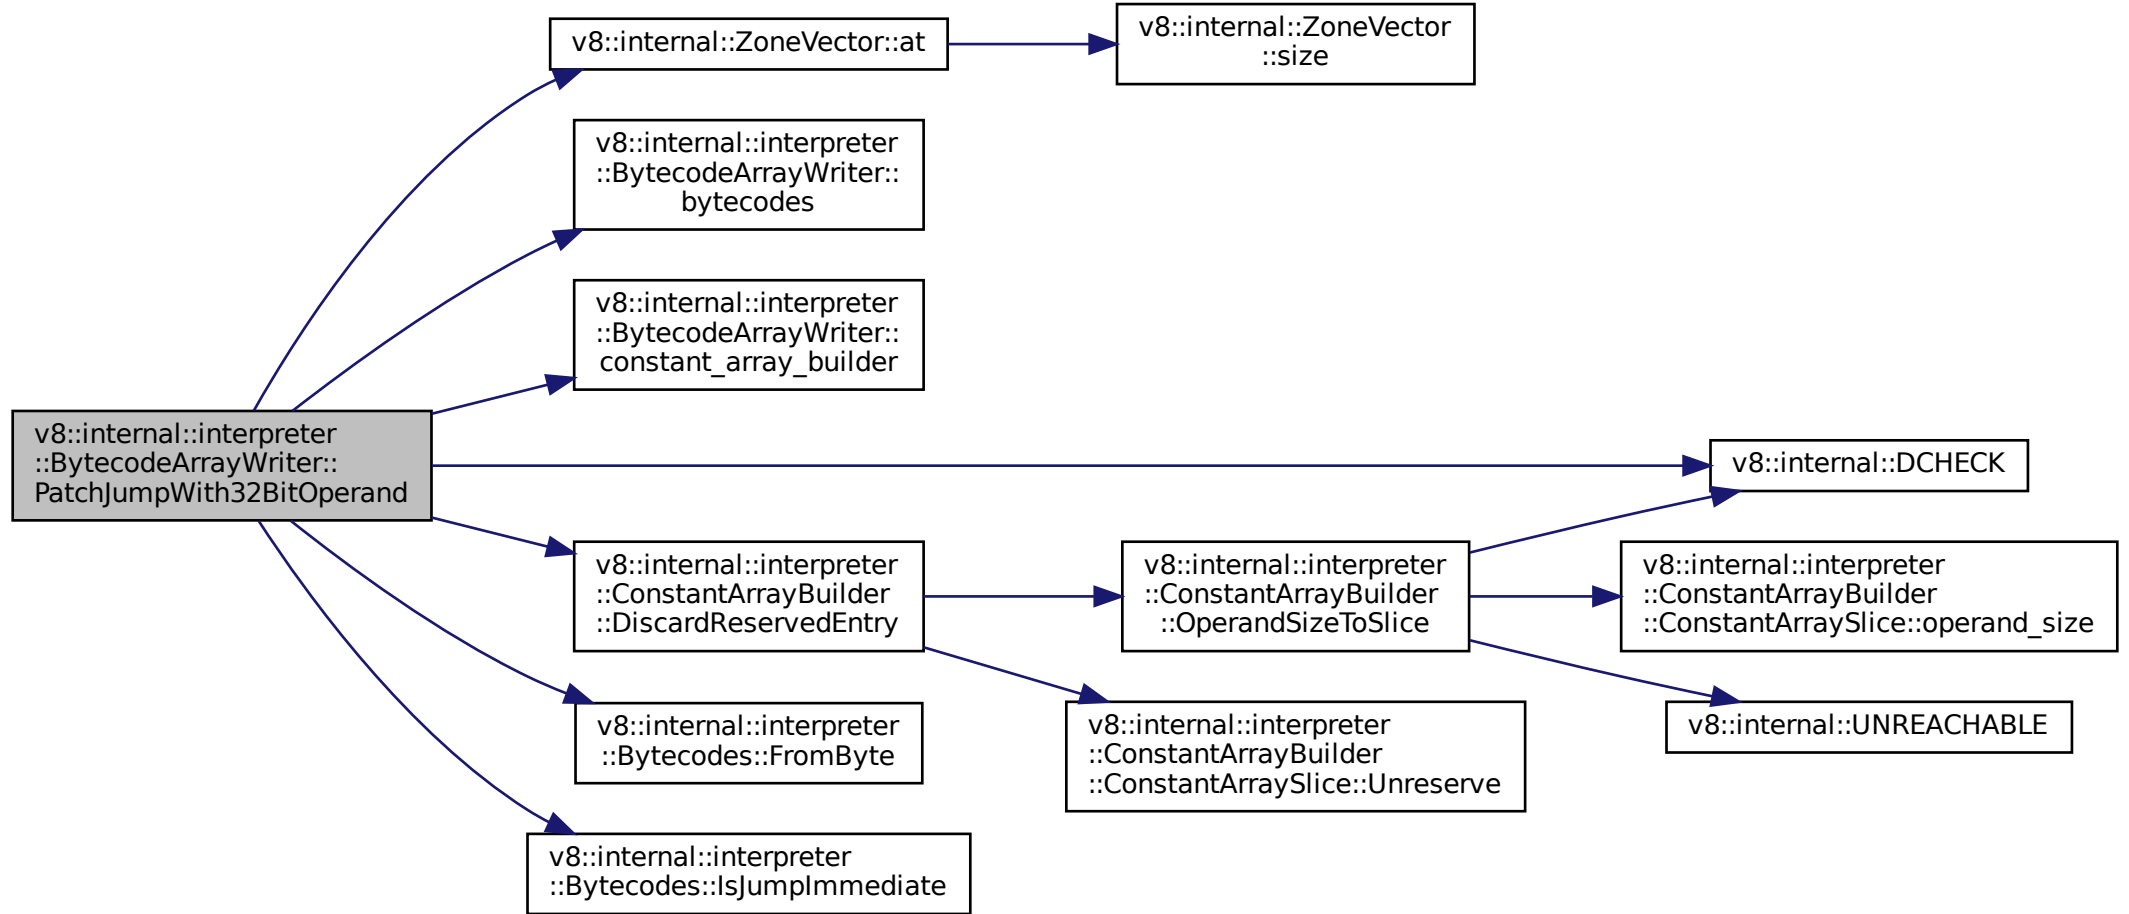 v8::internal::ZoneVector::at
v8::internal::ZoneVector
::size
v8::internal::interpreter
::BytecodeArrayWriter::
bytecodes
v8::internal::interpreter
::BytecodeArrayWriter::
constant_array_builder
v8::internal::interpreter
::BytecodeArrayWriter::
PatchJumpWith32BitOperand
v8::internal::DCHECK
v8::internal::interpreter
::ConstantArrayBuilder
::DiscardReservedEntry
v8::internal::interpreter
::ConstantArrayBuilder
::OperandSizeToSlice
v8::internal::interpreter
::ConstantArrayBuilder
::ConstantArraySlice::operand_size
v8::internal::interpreter
::Bytecodes::FromByte
v8::internal::interpreter
::ConstantArrayBuilder
::ConstantArraySlice::Unreserve
v8::internal::UNREACHABLE
v8::internal::interpreter
::Bytecodes::IsJumpImmediate